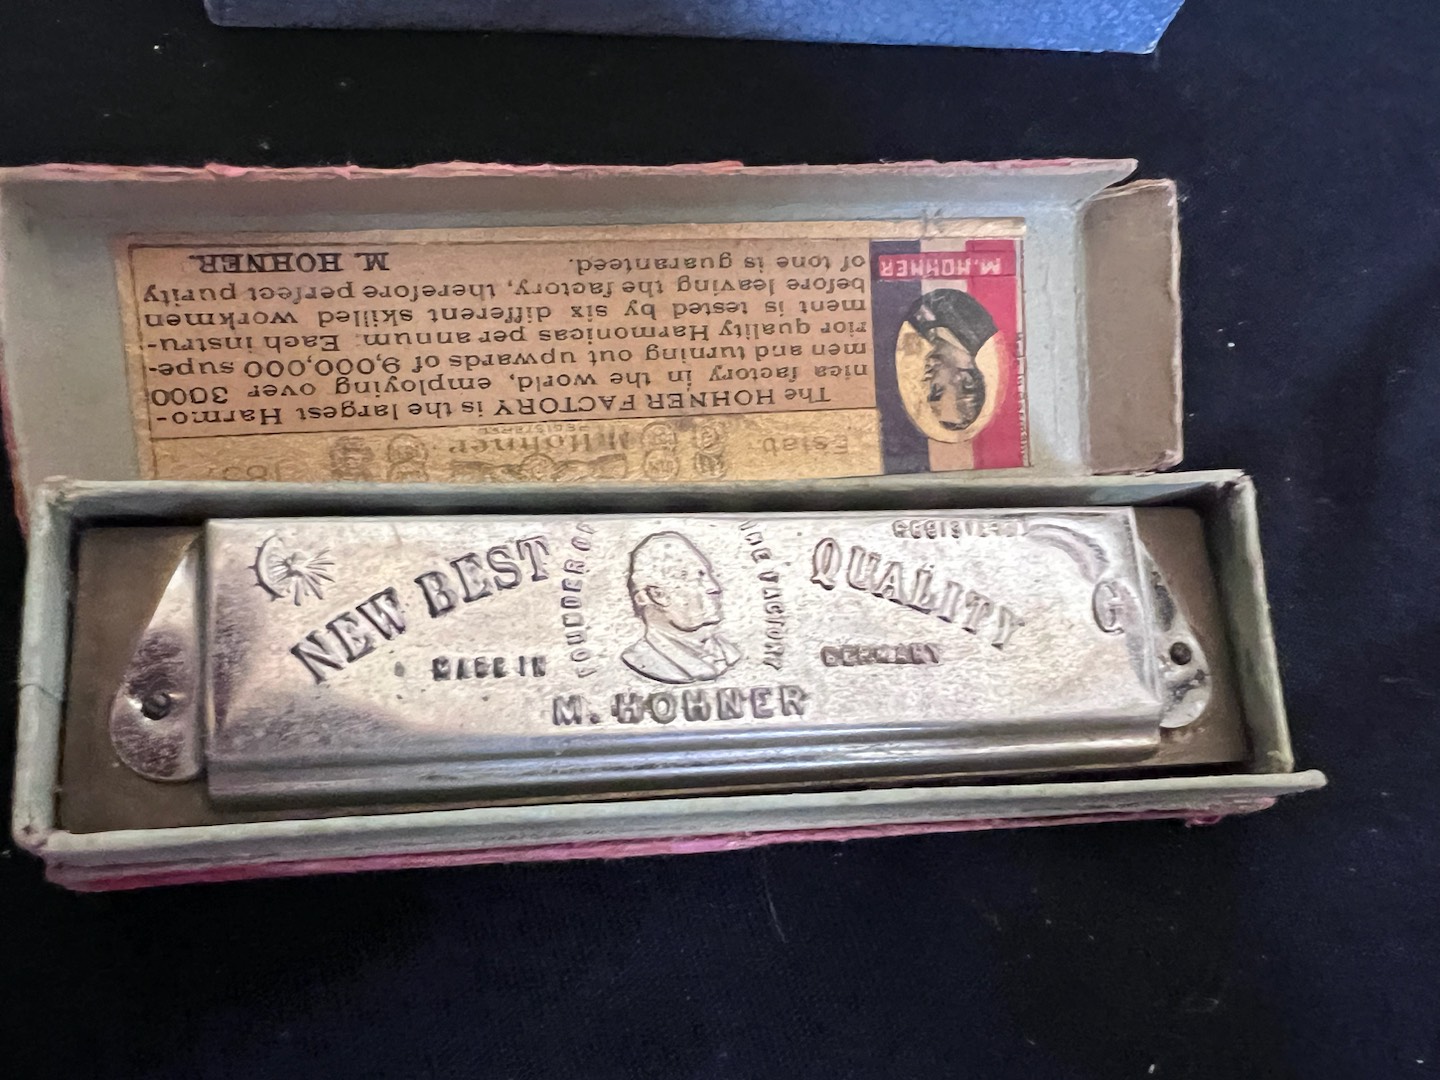 M. HOHNER
Estab.
M. Hohner.
REGISTERED
The HOHNER FACTORY is the largest Harmo-
nica factory in the world, employing over 3000
men and turning out upwards of 9,000,000 supe-
rior quality Harmonicas per annum. Each instru-
ment is tested by six different skilled workmen
before leaving the factory, therefore perfect purity
of tone is guaranteed.
M. HOHNER.
NEW BEST QUALITY
REGISTERED
G
THE FACTORY
MADE IN GERMANY
M. HOHNER